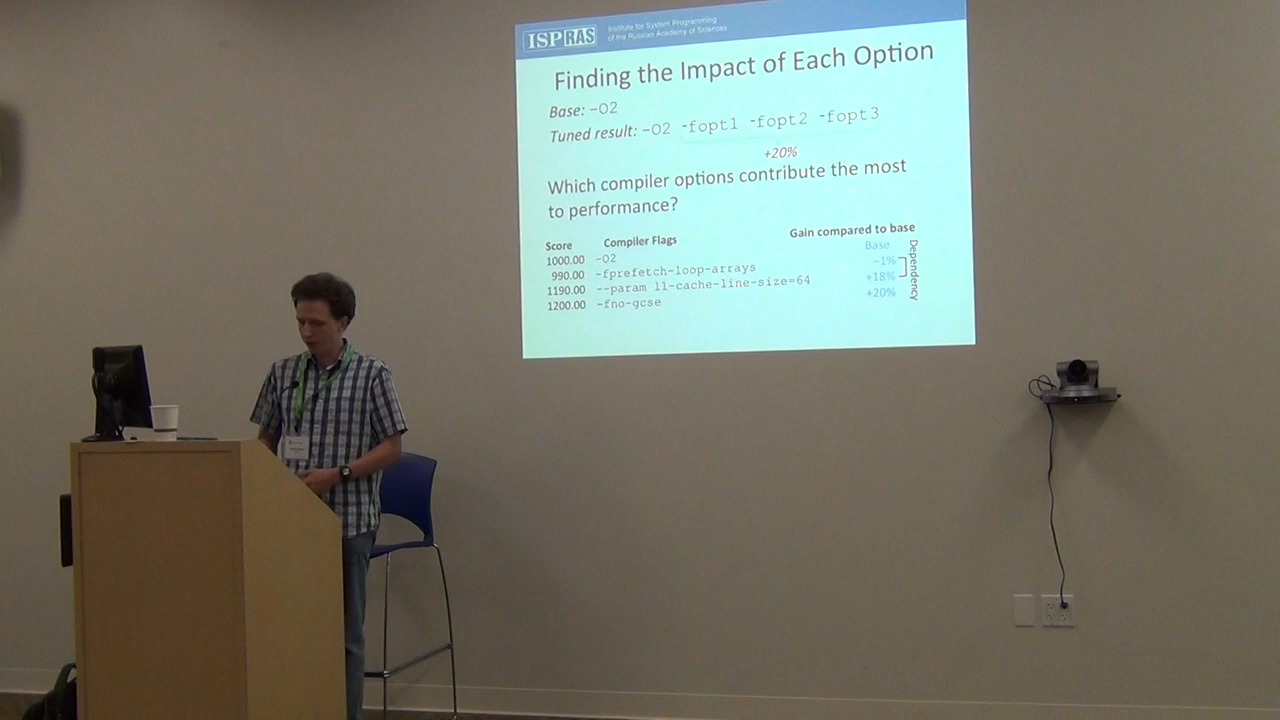 ISP RAS
Institute for System Programming
of the Russian Academy of Sciences
Finding the Impact of Each Option
Base: -O2
Tuned result: -O2 -fopt1 -fopt2 -fopt3
+20%
Which compiler options contribute the most
to performance?
Score Compiler Flags Gain compared to base
1000.00 -O2 Base
990.00 -fprefetch-loop-arrays -1%
1190.00 --param l1-cache-line-size=64 +18%
1200.00 -fno-gcse +20%
Dependency